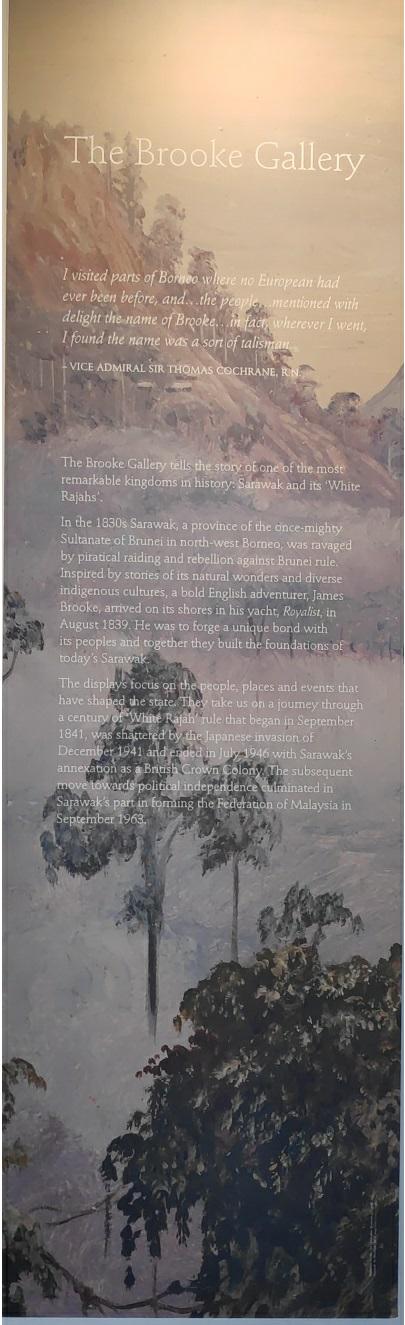 The Brooke Gallery
I visited parts of Borneo where no European had
ever been before, and...the people...mentioned with
delight the name of Brooke...in fact, wherever I went,
I found the name was a sort of talisman...
– VICE ADMIRAL SIR THOMAS COCHRANE, R.N.
The Brooke Gallery tells the story of one of the most
remarkable kingdoms in history: Sarawak and its 'White
Rajahs'.
In the 1830s Sarawak, a province of the once-mighty
Sultanate of Brunei in north-west Borneo, was ravaged
by piratical raiding and rebellion against Brunei rule.
Inspired by stories of its natural wonders and diverse
indigenous cultures, a bold English adventurer, James
Brooke, arrived on its shores in his yacht, Royalist, in
August 1839. He was to forge a unique bond with
its peoples and together they built the foundations of
today's Sarawak.
The displays focus on the people, places and events that
have shaped the state. They take us on a journey through
a century of 'White Rajah' rule that began in September
1841, was shattered by the Japanese invasion of
December 1941 and ended in July 1946 with Sarawak's
annexation as a British Crown Colony. The subsequent
move towards political independence culminated in
Sarawak's part in forming the Federation of Malaysia in
September 1963.